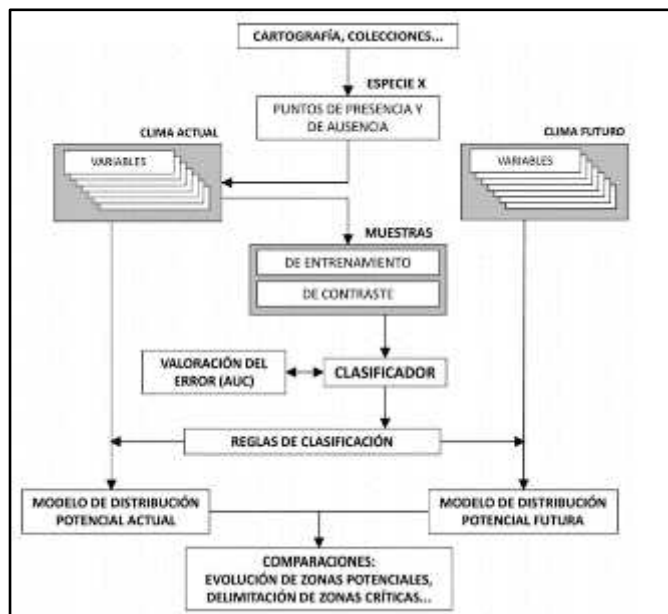 CARTOGRAFÍA, COLECCIONES...
ESPECIE X
PUNTOS DE PRESENCIA Y
DE AUSENCIA
CLIMA ACTUAL
CLIMA FUTURO
VARIABLES
VARIABLES
MUESTRAS
DE ENTRENAMIENTO
DE CONTRASTE
VALORACIÓN DEL
ERROR (AUC)
CLASIFICADOR
REGLAS DE CLASIFICACIÓN
MODELO DE DISTRIBUCIÓN
POTENCIAL ACTUAL
MODELO DE DISTRIBUCIÓN
POTENCIAL FUTURA
COMPARACIONES:
EVOLUCIÓN DE ZONAS POTENCIALES,
DELIMITACIÓN DE ZONAS CRÍTICAS...